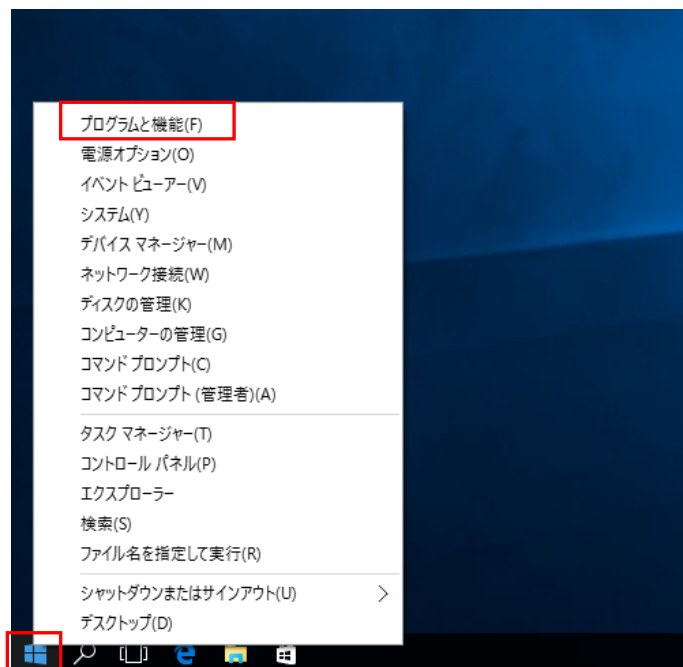 プログラムと機能(F)
電源オプション(O)
イベント ビューアー(V)
システム(Y)
デバイス マネージャー(M)
ネットワーク接続(W)
ディスクの管理(K)
コンピューターの管理(G)
コマンド プロンプト(C)
コマンド プロンプト (管理者)(A)
タスク マネージャー(T)
コントロール パネル(P)
エクスプローラー
検索(S)
ファイル名を指定して実行(R)
シャットダウンまたはサインアウト(U)
デスクトップ(D)